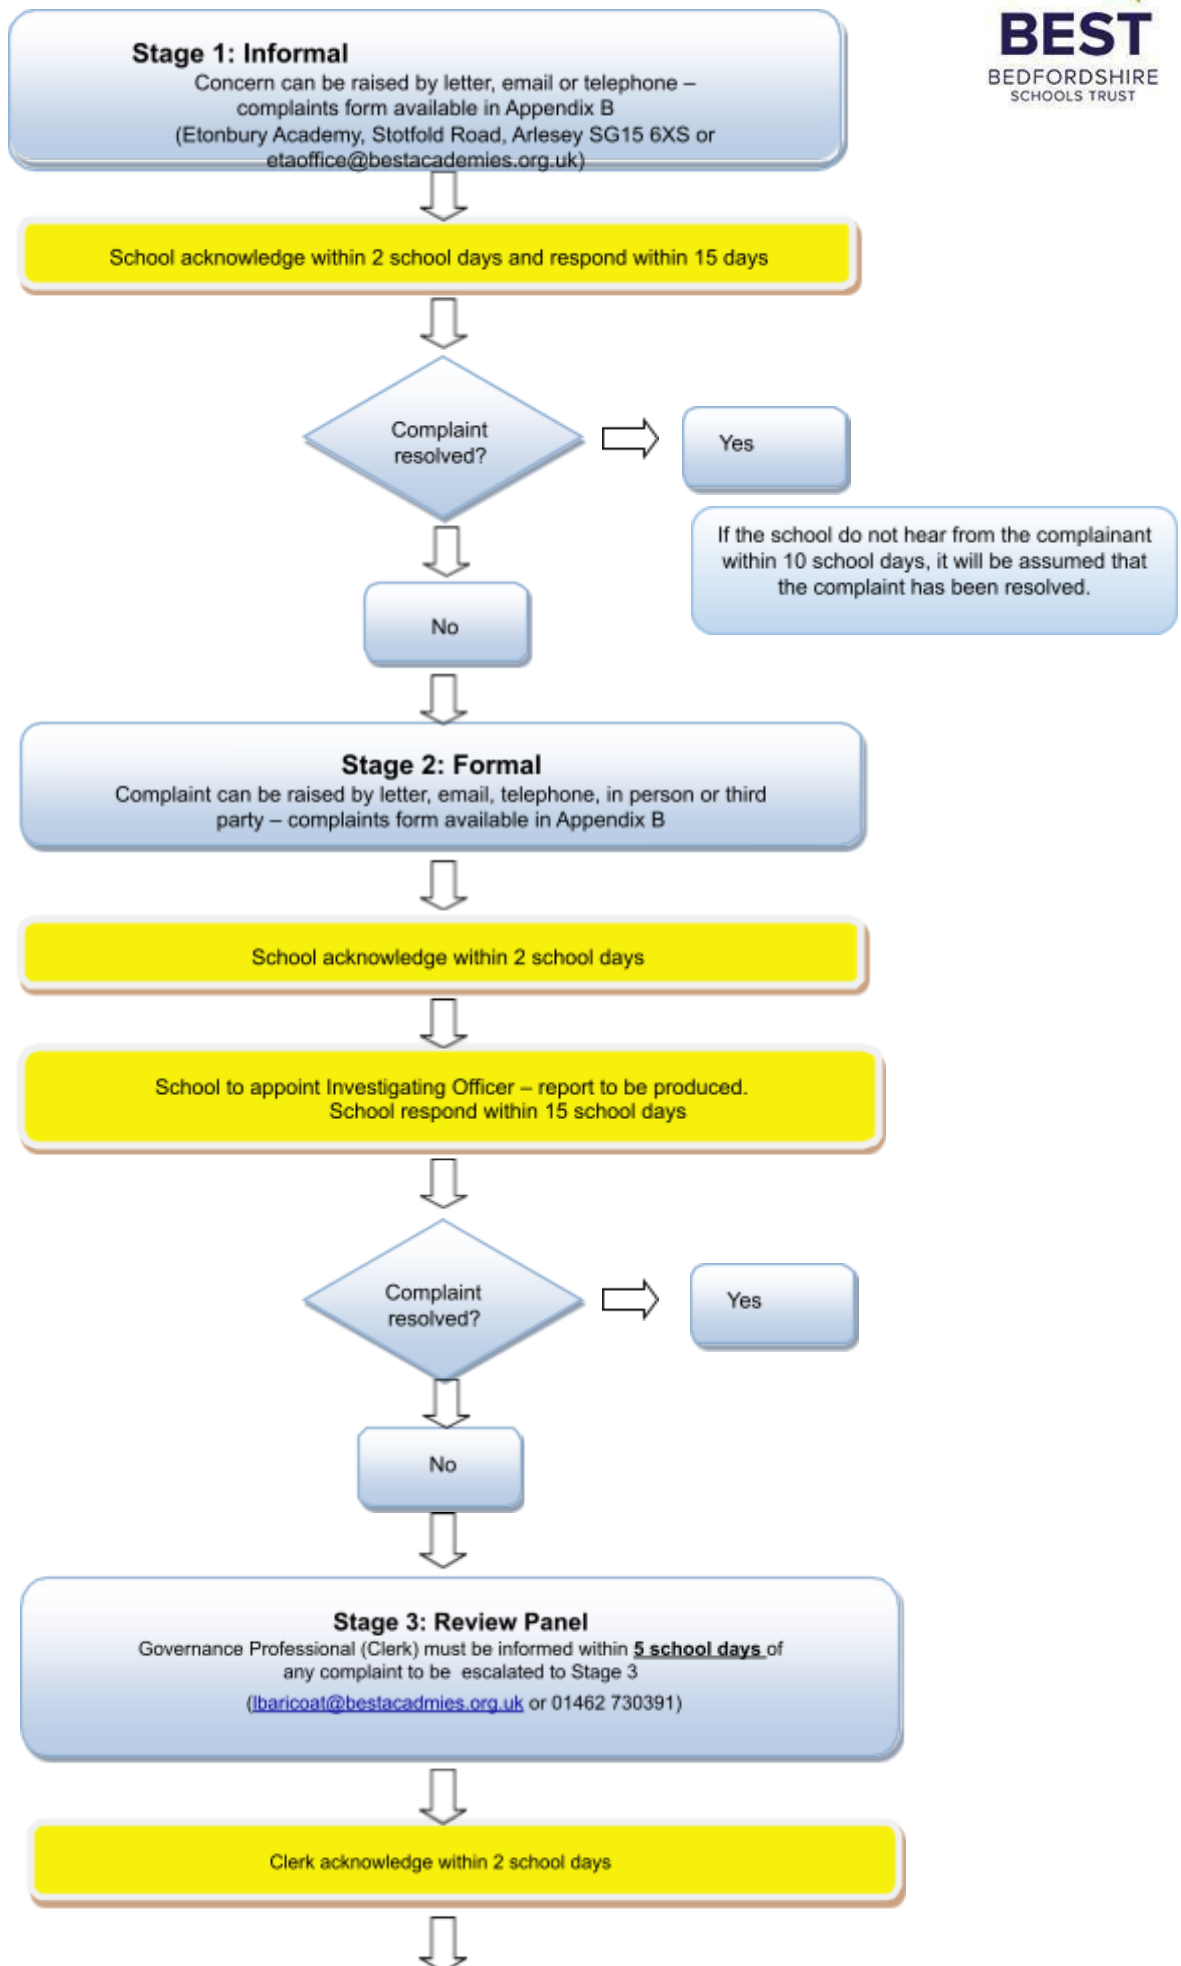 BEST
BEDFORDSHIRE
SCHOOLS TRUST
Stage 1: Informal
Concern can be raised by letter, email or telephone –
complaints form available in Appendix B
(Etonbury Academy, Stotfold Road, Arlesey SG15 6XS or
etaoffice@bestacademies.org.uk)
School acknowledge within 2 school days and respond within 15 days
Complaint
resolved?
Yes
If the school do not hear from the complainant
within 10 school days, it will be assumed that
the complaint has been resolved.
No
Stage 2: Formal
Complaint can be raised by letter, email, telephone, in person or third
party – complaints form available in Appendix B
School acknowledge within 2 school days
School to appoint Investigating Officer – report to be produced.
School respond within 15 school days
Complaint
resolved?
Yes
No
Stage 3: Review Panel
Governance Professional (Clerk) must be informed within 5 school days of
any complaint to be escalated to Stage 3
(lbaricoat@bestacadmies.org.uk or 01462 730391)
Clerk acknowledge within 2 school days